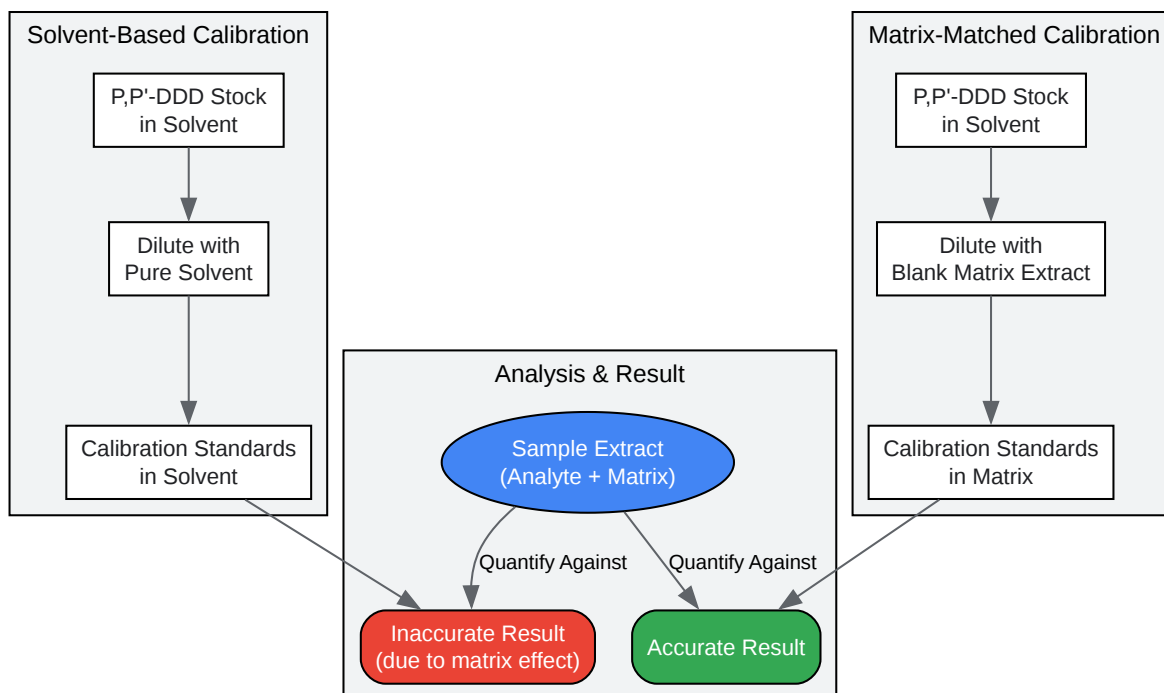 Solvent-Based Calibration
P,P'-DDD Stock
in Solvent
Dilute with
Pure Solvent
Calibration Standards
in Solvent
Matrix-Matched Calibration
P,P'-DDD Stock
in Solvent
Dilute with
Blank Matrix Extract
Calibration Standards
in Matrix
Analysis & Result
Sample Extract
(Analyte + Matrix)
Quantify Against
Quantify Against
Inaccurate Result
(due to matrix effect)
Accurate Result